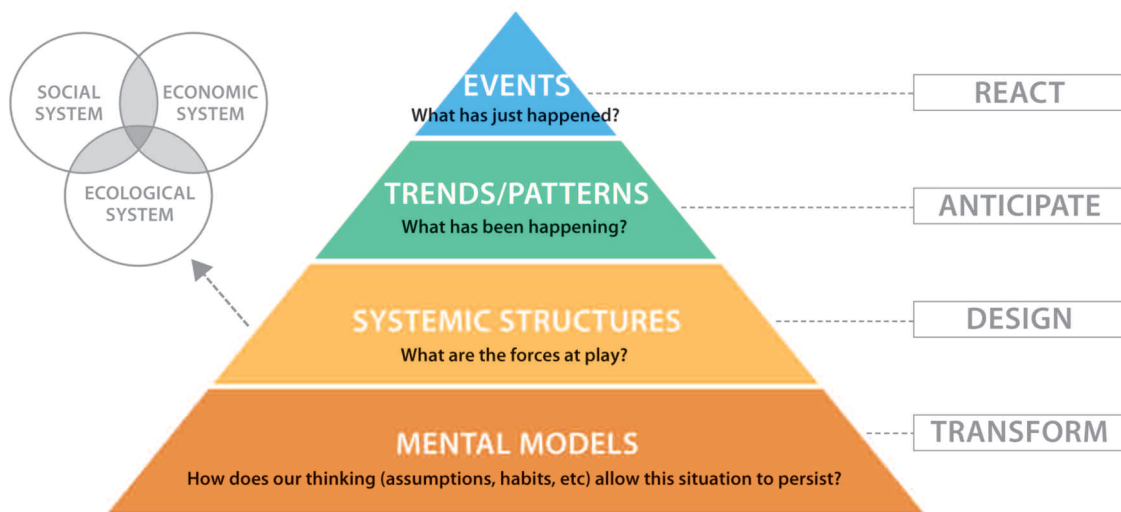 SOCIAL
SYSTEM
ECONOMIC
SYSTEM
ECOLOGICAL
SYSTEM
EVENTS
What has just happened?
REACT
TRENDS/PATTERNS
What has been happening?
ANTICIPATE
SYSTEMIC STRUCTURES
What are the forces at play?
DESIGN
MENTAL MODELS
How does our thinking (assumptions, habits, etc) allow this situation to persist?
TRANSFORM